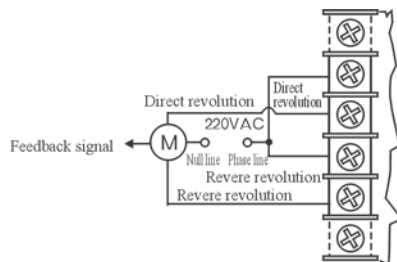 Direct
revolution
Direct revolution
220VAC
Feedback signal
M
Null line Phase line
Revere revolution
Revere revolution